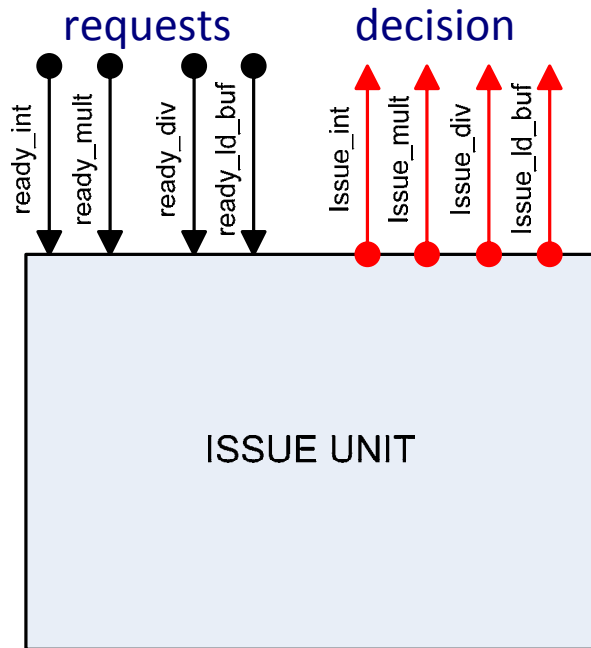 requests
decision
ready_int
ready_mult
ready_div
ready_ld_buf
Issue_int
Issue_mult
Issue_div
Issue_ld_buf
ISSUE UNIT